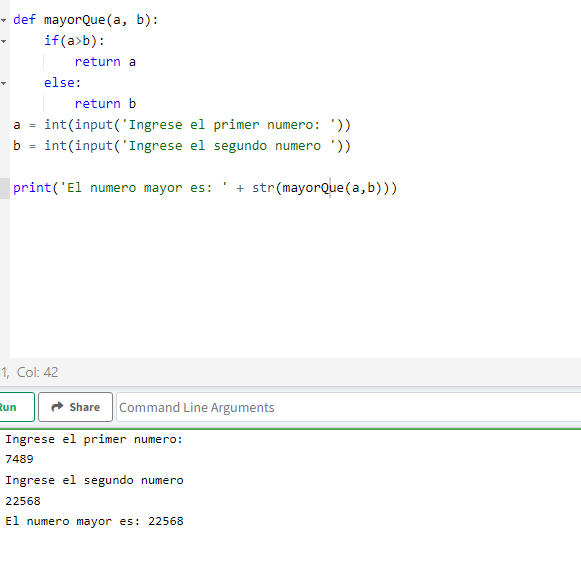 def mayorQue(a, b):
    if(a>b):
        return a
    else:
        return b
a = int(input('Ingrese el primer numero: '))
b = int(input('Ingrese el segundo numero '))
print('El numero mayor es: ' + str(mayorQue(a,b)))
1, Col: 42
Run Share Command Line Arguments
Ingrese el primer numero:
7489
Ingrese el segundo numero
22568
El numero mayor es: 22568